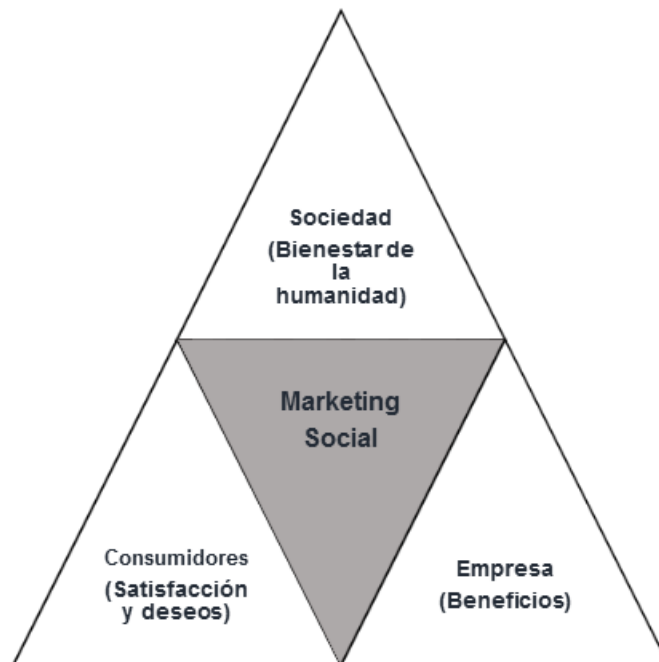 Sociedad
(Bienestar de
la
humanidad)
Marketing
Social
Consumidores
(Satisfacción
y deseos)
Empresa
(Beneficios)